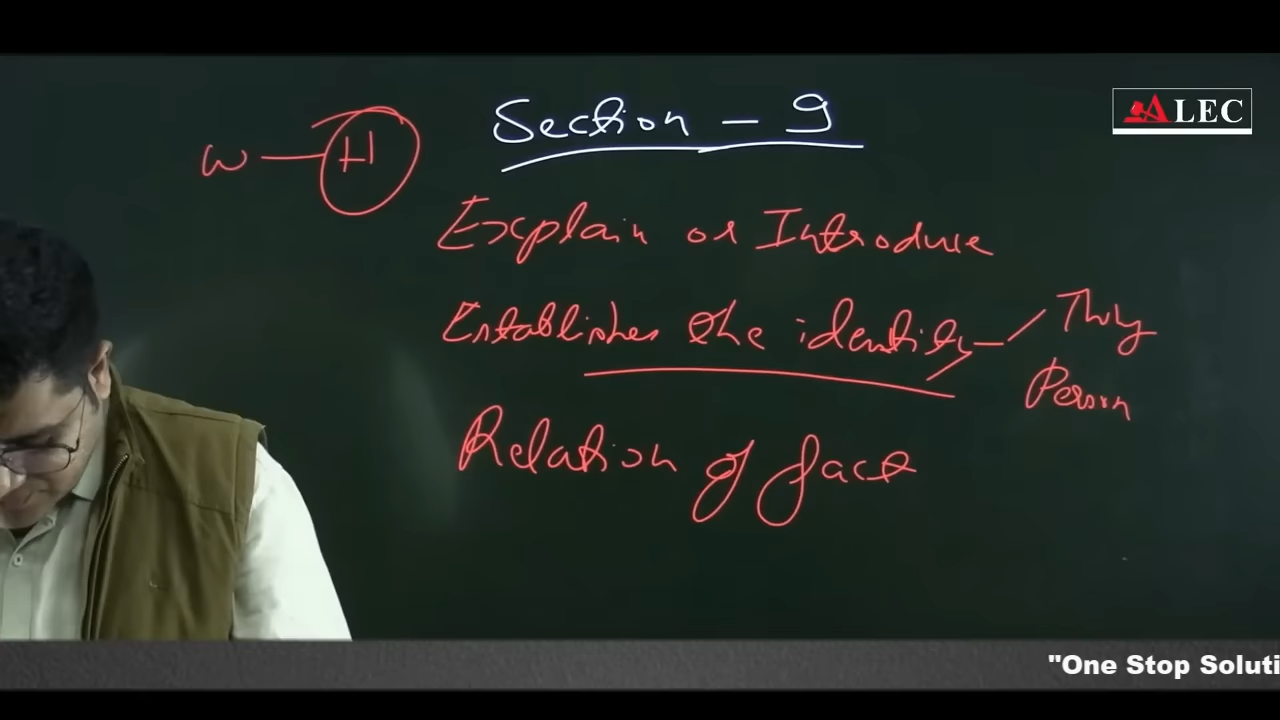 Section - 9
ALEC
W — H
Explain or Introduce
Establishes the identity
Thing
Person
Relation of fact
"One Stop Soluti